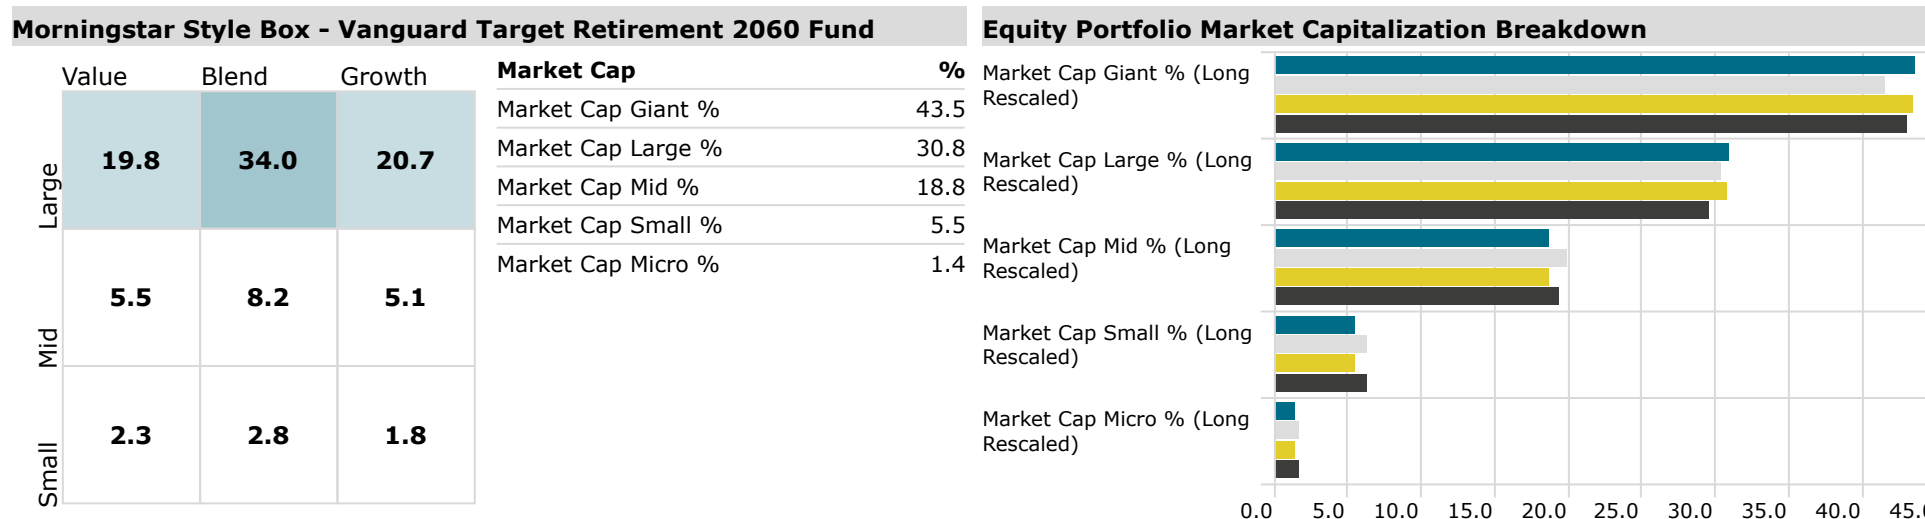 Morningstar Style Box - Vanguard Target Retirement 2060 Fund
Value Blend Growth
Large 19.8 34.0 20.7
Mid 5.5 8.2 5.1
Small 2.3 2.8 1.8
Market Cap %
Market Cap Giant % 43.5
Market Cap Large % 30.8
Market Cap Mid % 18.8
Market Cap Small % 5.5
Market Cap Micro % 1.4
Equity Portfolio Market Capitalization Breakdown
Market Cap Giant % (Long
Rescaled)
Market Cap Large % (Long
Rescaled)
Market Cap Mid % (Long
Rescaled)
Market Cap Small % (Long
Rescaled)
Market Cap Micro % (Long
Rescaled)
0.0 5.0 10.0 15.0 20.0 25.0 30.0 35.0 40.0 45.0